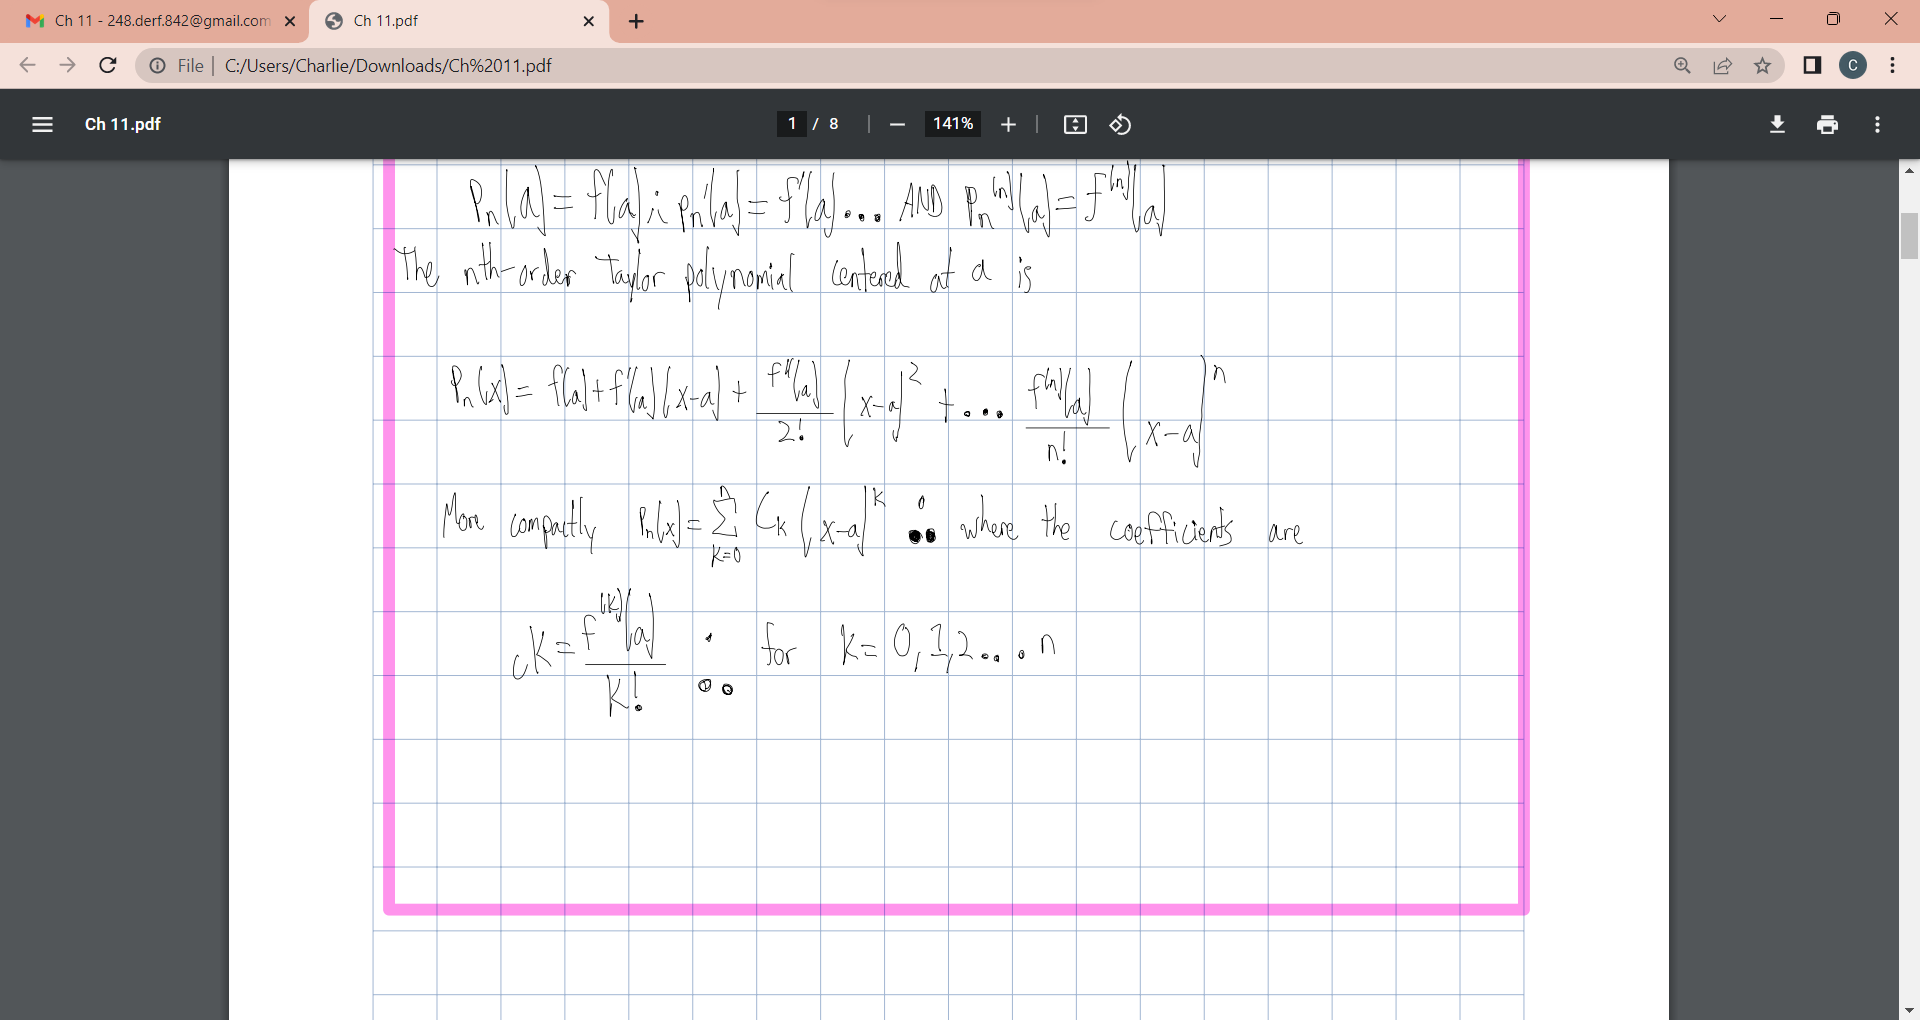 Ch 11 - 248.derf.842@gmail.com
Ch 11.pdf
File | C:/Users/Charlie/Downloads/Ch%2011.pdf
C
Ch 11.pdf
1 / 8
141%
Pn(a) = f(a); pn'(a) = f'(a)... AND pn^(n)(a) = f^(n)(a)
The nth-order Taylor polynomial centered at a is
Pn(x) = f(a) + f'(a)(x-a) + f''(a)/2! (x-a)^2 + ... f^(n)(a)/n! (x-a)^n
More compactly Pn(x) = Σ_{k=0}^{n} Ck (x-a)^k ∴ where the coefficients are
ck = f^(k)(a)/k! ∴ for k = 0,1,2....n